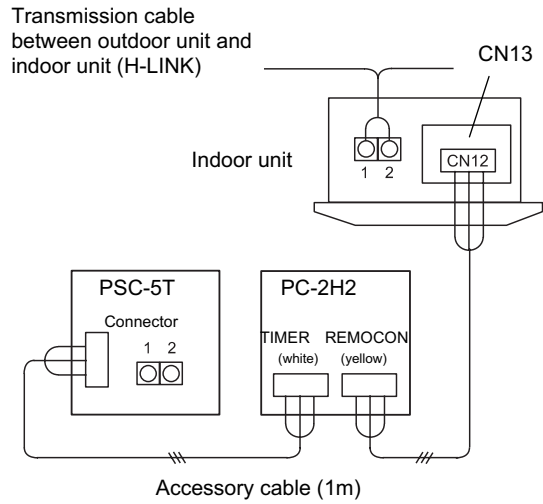 Transmission cable
between outdoor unit and
indoor unit (H-LINK)
CN13
Indoor unit
1 2
CN12
PSC-5T
Connector
1 2
PC-2H2
TIMER REMOCON
(white) (yellow)
Accessory cable (1m)